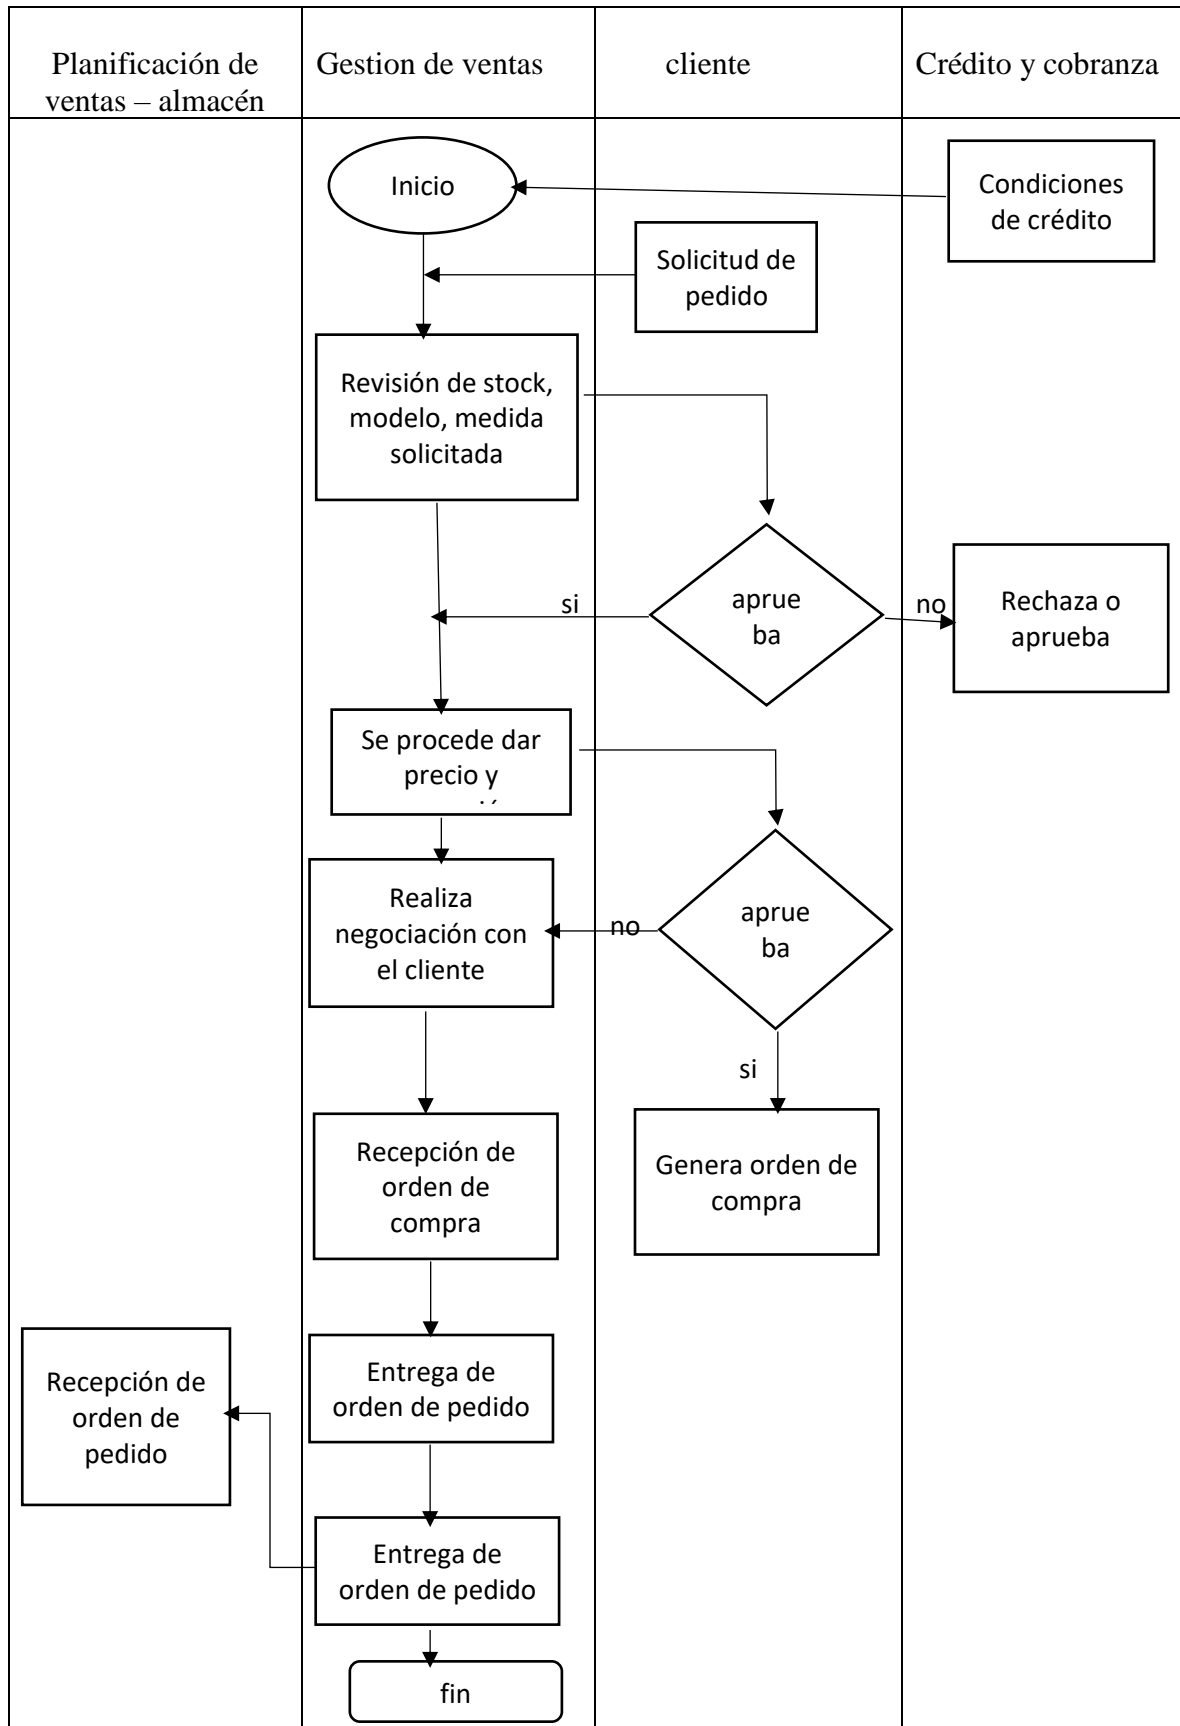 Planificación de
ventas – almacén
Gestion de ventas
cliente
Crédito y cobranza
Inicio
Condiciones
de crédito
Solicitud de
pedido
Revisión de stock,
modelo, medida
solicitada
aprue
ba
si
no
Rechaza o
aprueba
Se procede dar
precio y
Realiza
negociación con
el cliente
no
aprue
ba
si
Recepción de
orden de
compra
Genera orden de
compra
Entrega de
orden de pedido
Recepción de
orden de
pedido
Entrega de
orden de pedido
fin